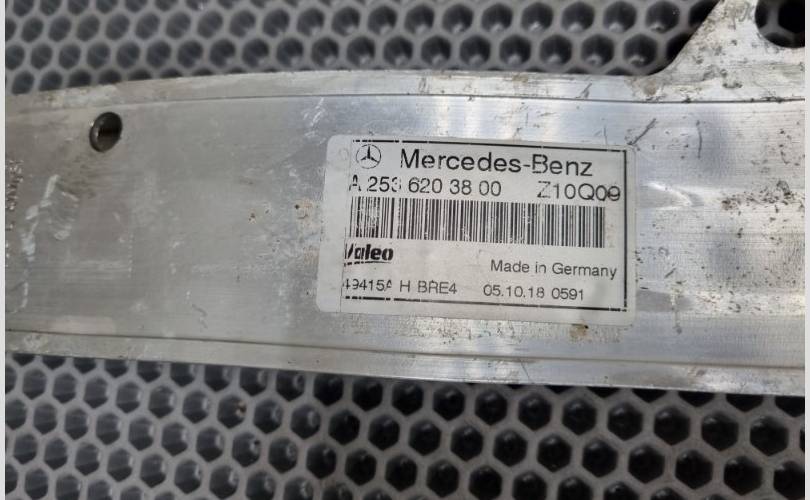 Mercedes-Benz
A 253 620 38 00 Z10Q09
Valeo
Made in Germany
49415A H BRE4 05.10.18 0591